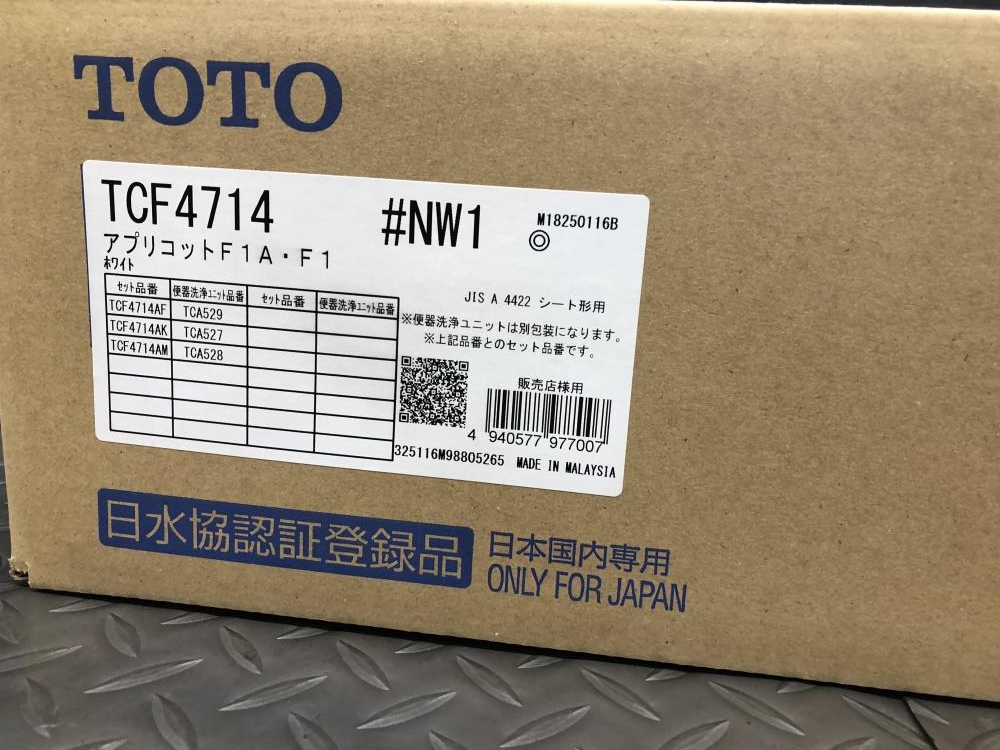 TOTO
TCF4714
#NW1
M18250116B
◎
アプリコットF1A・F1
ホワイト
JIS A 4422 シート形用
セット品番 便器洗浄ユニット品番 セット品番 便器洗浄ユニット品番
TCF4714AF TCA529
TCF4714AK TCA527
TCF4714AM TCA528
※便器洗浄ユニットは別包装になります。
※上記品番とのセット品番です。
販売店様用
4 940577 977007
325116M98805265 MADE IN MALAYSIA
日水協認証登録品
日本国内専用
ONLY FOR JAPAN